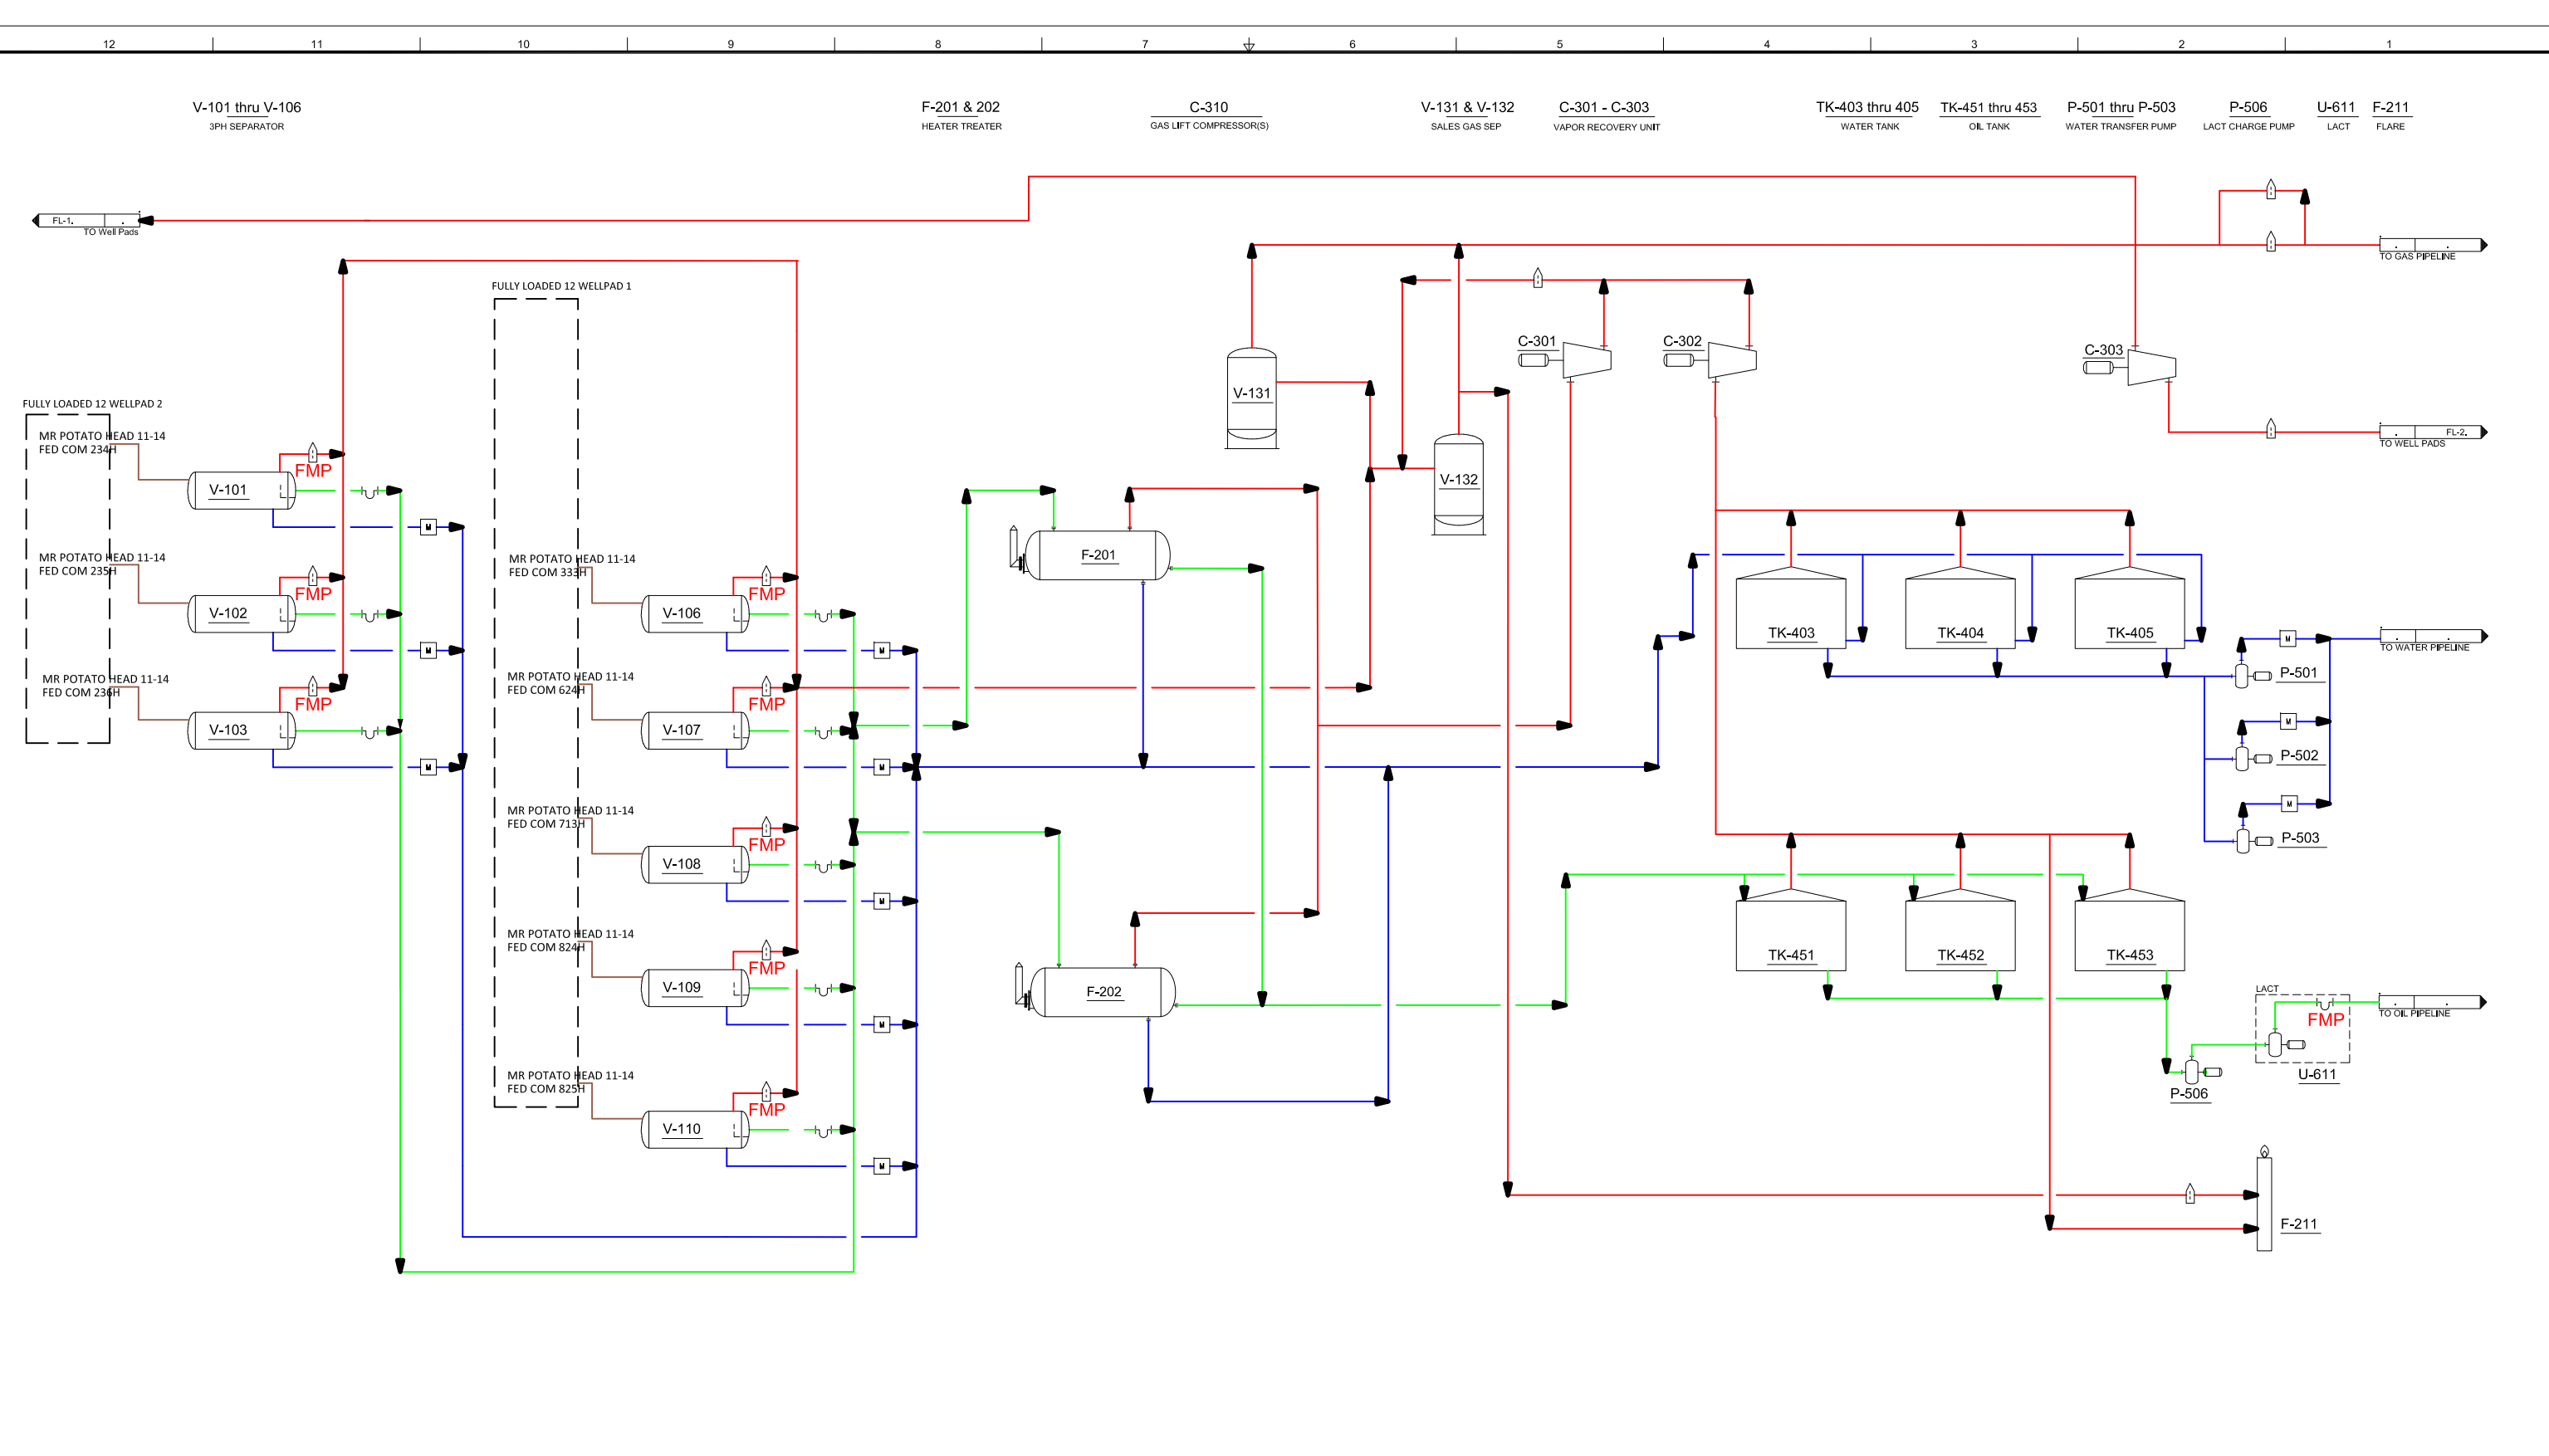 12 11 10 9 8 7 6 5 4 3 2 1
V-101 thru V-106
3PH SEPARATOR
F-201 & 202
HEATER TREATER
C-310
GAS LIFT COMPRESSOR(S)
V-131 & V-132
SALES GAS SEP
C-301 - C-303
VAPOR RECOVERY UNIT
TK-403 thru 405
WATER TANK
TK-451 thru 453
OIL TANK
P-501 thru P-503
WATER TRANSFER PUMP
P-506
LACT CHARGE PUMP
U-611
LACT
F-211
FLARE
FL-1.
TO Well Pads
TO GAS PIPELINE
FULLY LOADED 12 WELLPAD 2
MR POTATO HEAD 11-14
FED COM 234H
V-101
FMP
M
MR POTATO HEAD 11-14
FED COM 235H
V-102
FMP
M
MR POTATO HEAD 11-14
FED COM 236H
V-103
FMP
M
FULLY LOADED 12 WELLPAD 1
MR POTATO HEAD 11-14
FED COM 333H
V-106
FMP
M
MR POTATO HEAD 11-14
FED COM 624H
V-107
FMP
M
MR POTATO HEAD 11-14
FED COM 713H
V-108
FMP
M
MR POTATO HEAD 11-14
FED COM 824H
V-109
FMP
M
MR POTATO HEAD 11-14
FED COM 825H
V-110
FMP
M
F-201
F-202
V-131
V-132
C-301
C-302
C-303
FL-2.
TO WELL PADS
TK-403
TK-404
TK-405
M
TO WATER PIPELINE
P-501
M
P-502
M
P-503
TK-451
TK-452
TK-453
LACT
FMP
TO OIL PIPELINE
U-611
P-506
F-211